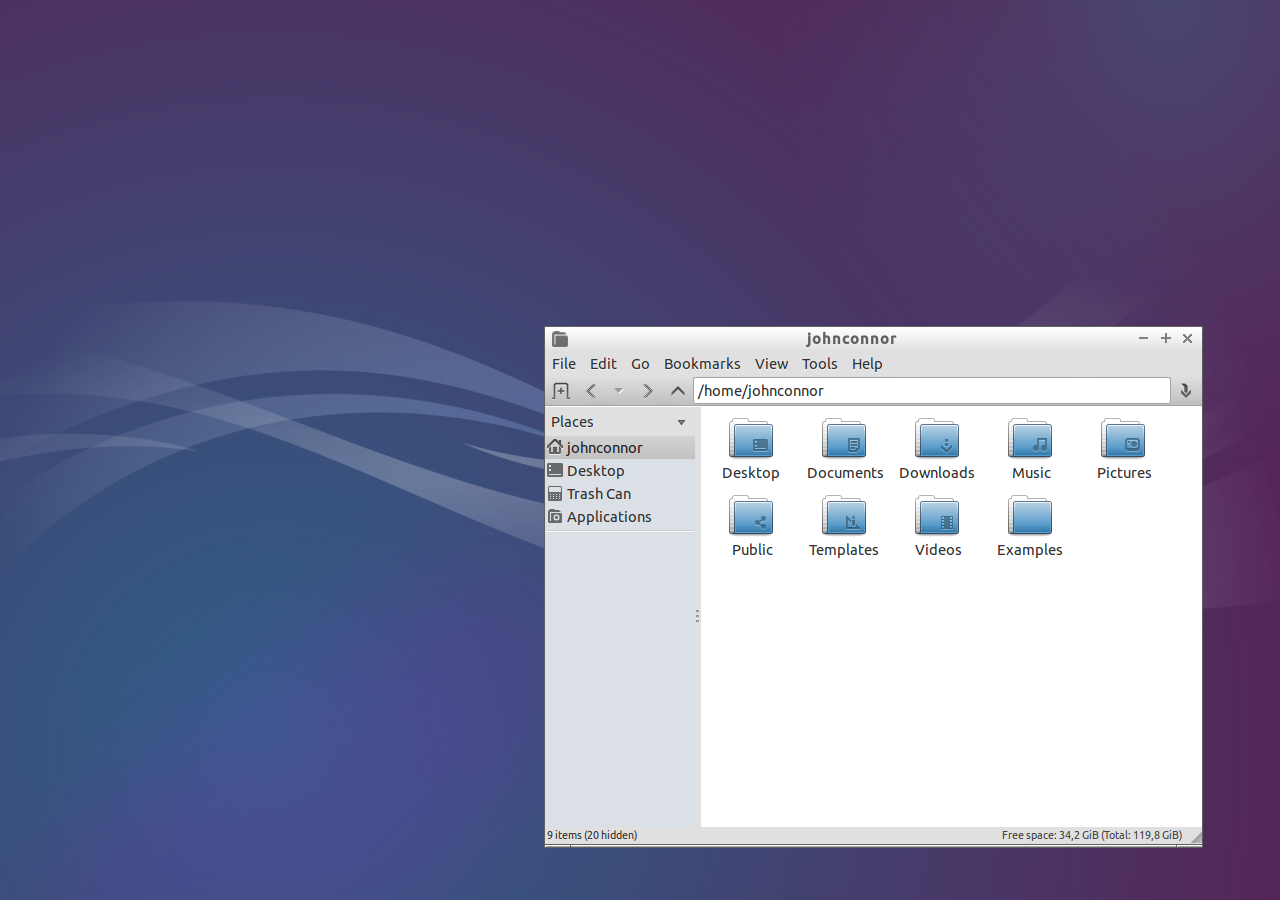 johnconnor
File Edit Go Bookmarks View Tools Help
/home/johnconnor
Places
johnconnor
Desktop
Trash Can
Applications
Desktop Documents Downloads Music Pictures
Public Templates Videos Examples
9 items (20 hidden) Free space: 34,2 GiB (Total: 119,8 GiB)